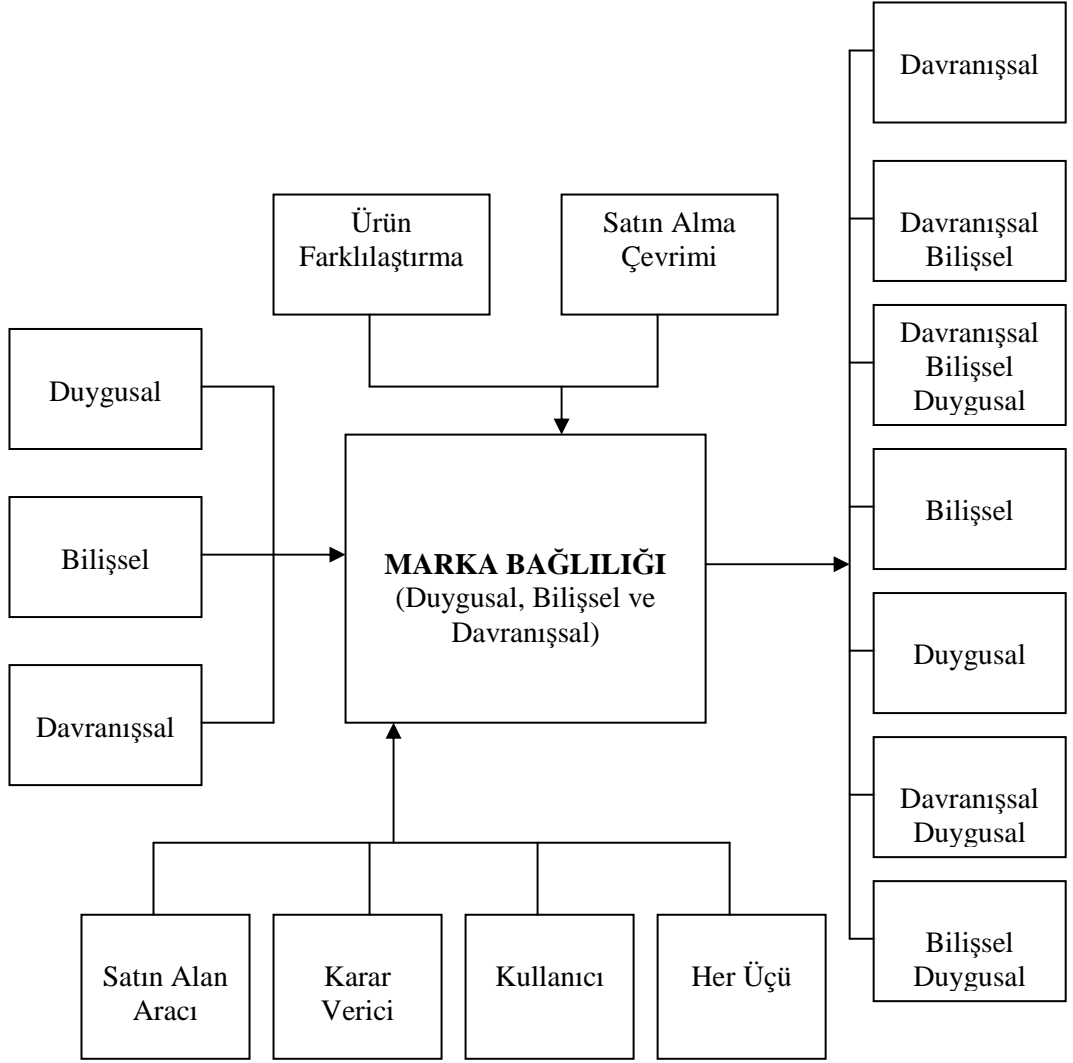 Davranışsal
Ürün
Farklılaştırma
Satın Alma
Çevrimi
Davranışsal
Bilişsel
Duygusal
Davranışsal
Bilişsel
Duygusal
Bilişsel
MARKA BAĞLILIĞI
(Duygusal, Bilişsel ve
Davranışsal)
Bilişsel
Duygusal
Davranışsal
Davranışsal
Duygusal
Satın Alan
Aracı
Karar
Verici
Kullanıcı
Her Üçü
Bilişsel
Duygusal